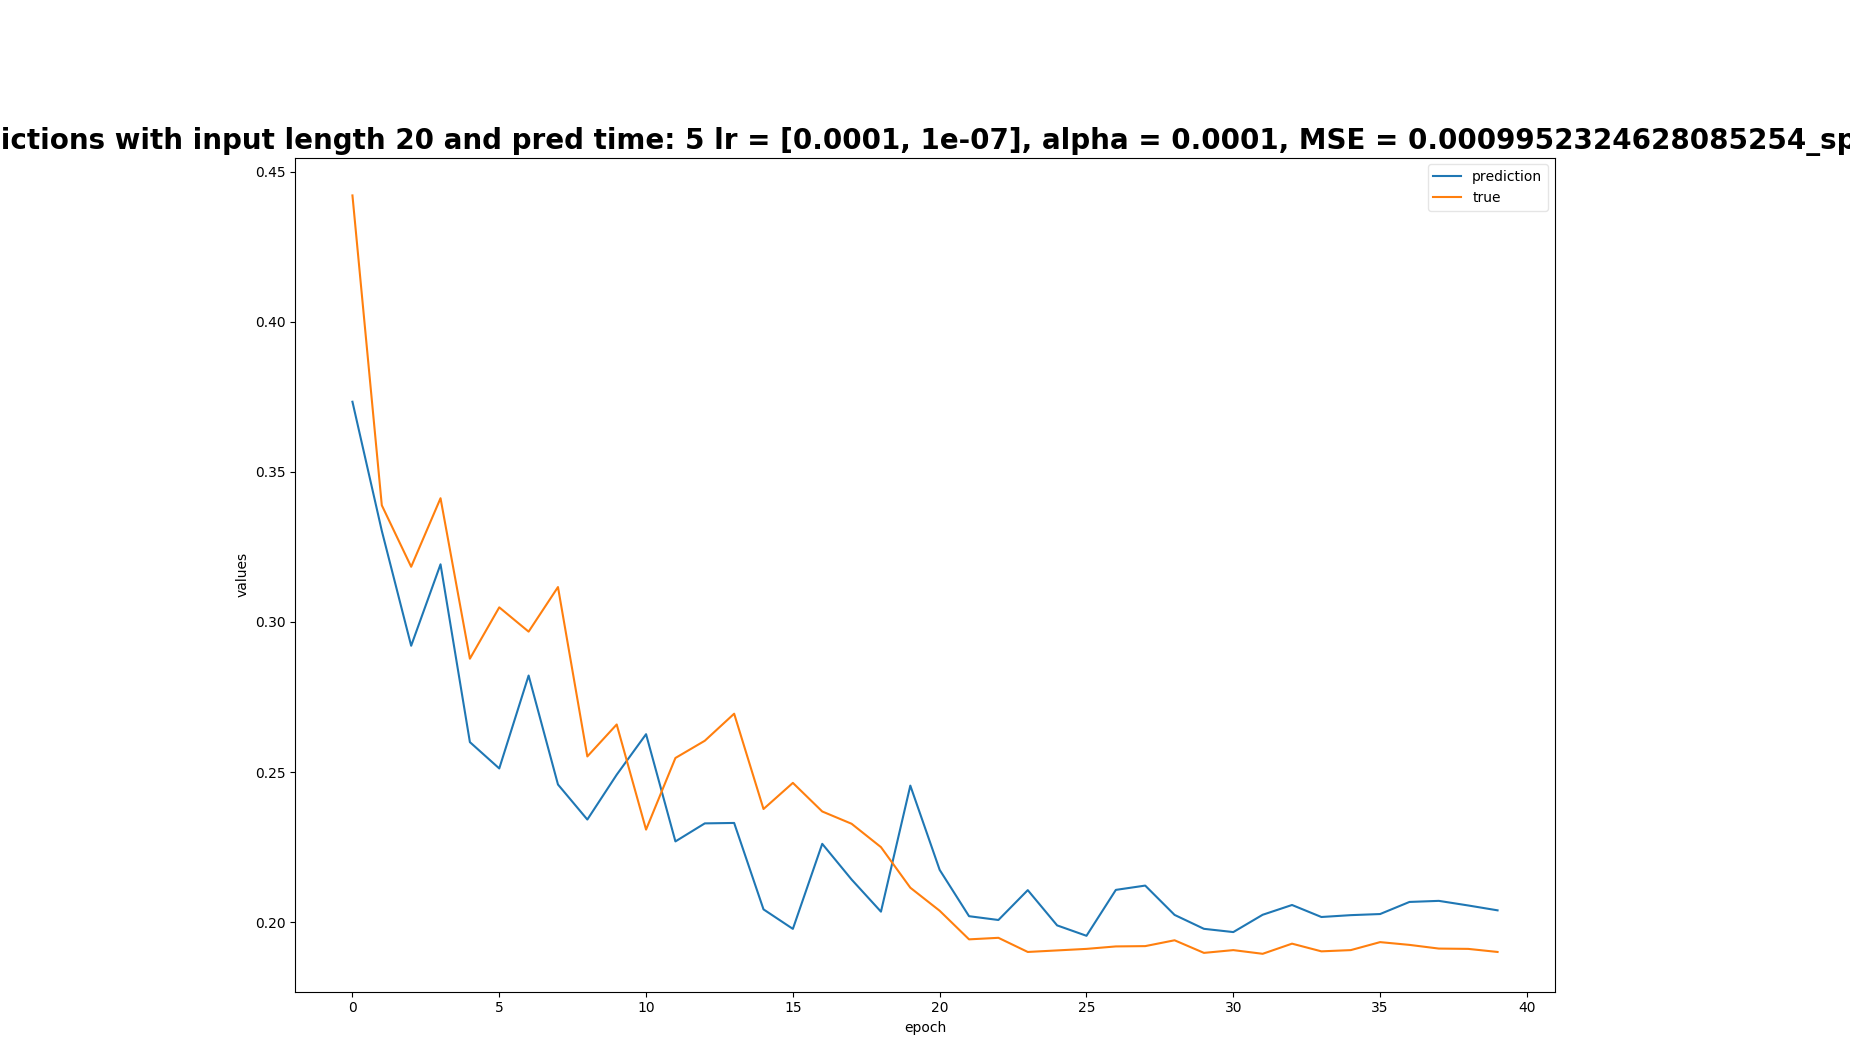 ictions with input length 20 and pred time: 5 lr = [0.0001, 1e-07], alpha = 0.0001, MSE = 0.0009952324628085254_sp
prediction
true
0.45
0.40
0.35
0.30
0.25
0.20
values
0 5 10 15 20 25 30 35 40
epoch